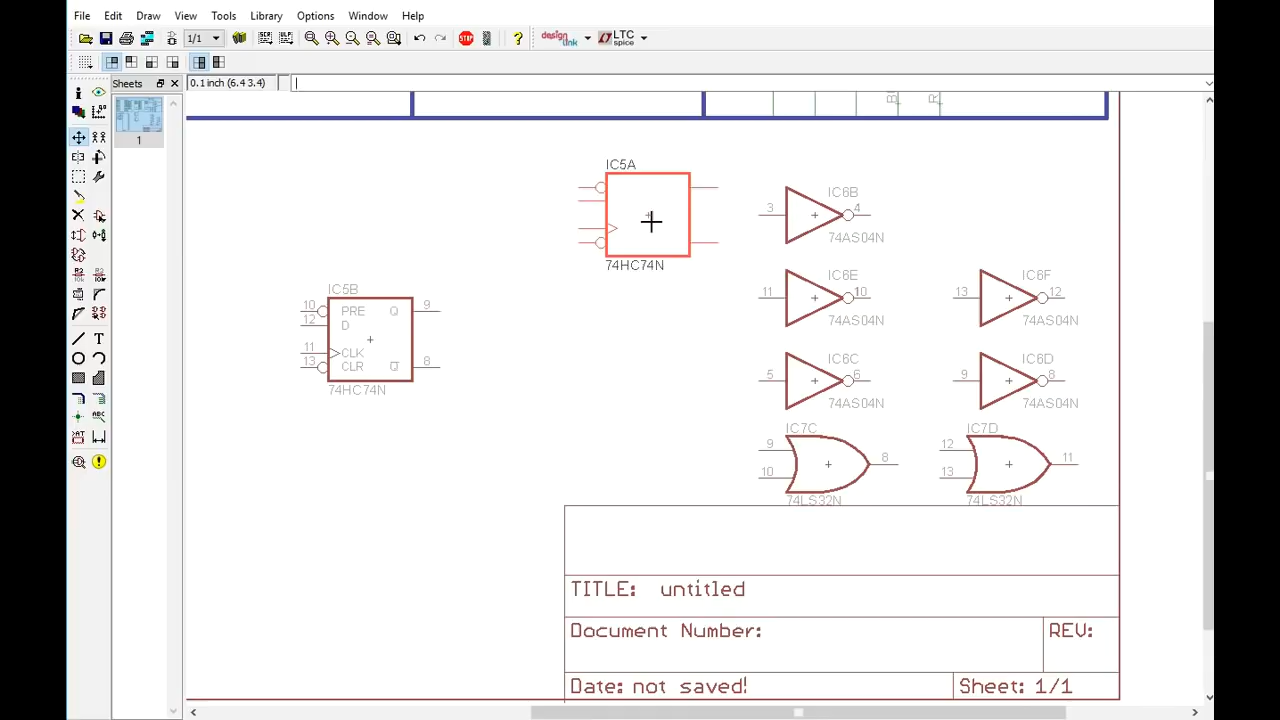 File Edit Draw View Tools Library Options Window Help
1/1
design link
LTC spice
Sheets
0.1 inch (6.4 3.4)
1
IC5A
74HC74N
IC6B
3
4
74AS04N
IC6E
11
10
74AS04N
IC6F
13
12
74AS04N
IC5B
10
PRE
Q
9
12
D
11
CLK
13
CLR
Q
8
74HC74N
IC6C
5
6
74AS04N
IC6D
9
8
74AS04N
IC7C
9
10
8
74LS32N
IC7D
12
13
11
74LS32N
TITLE: untitled
Document Number:
REV:
Date: not saved!
Sheet: 1/1